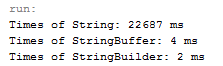 run:
Times of String: 22687 ms
Times of StringBuffer: 4 ms
Times of StringBuilder: 2 ms